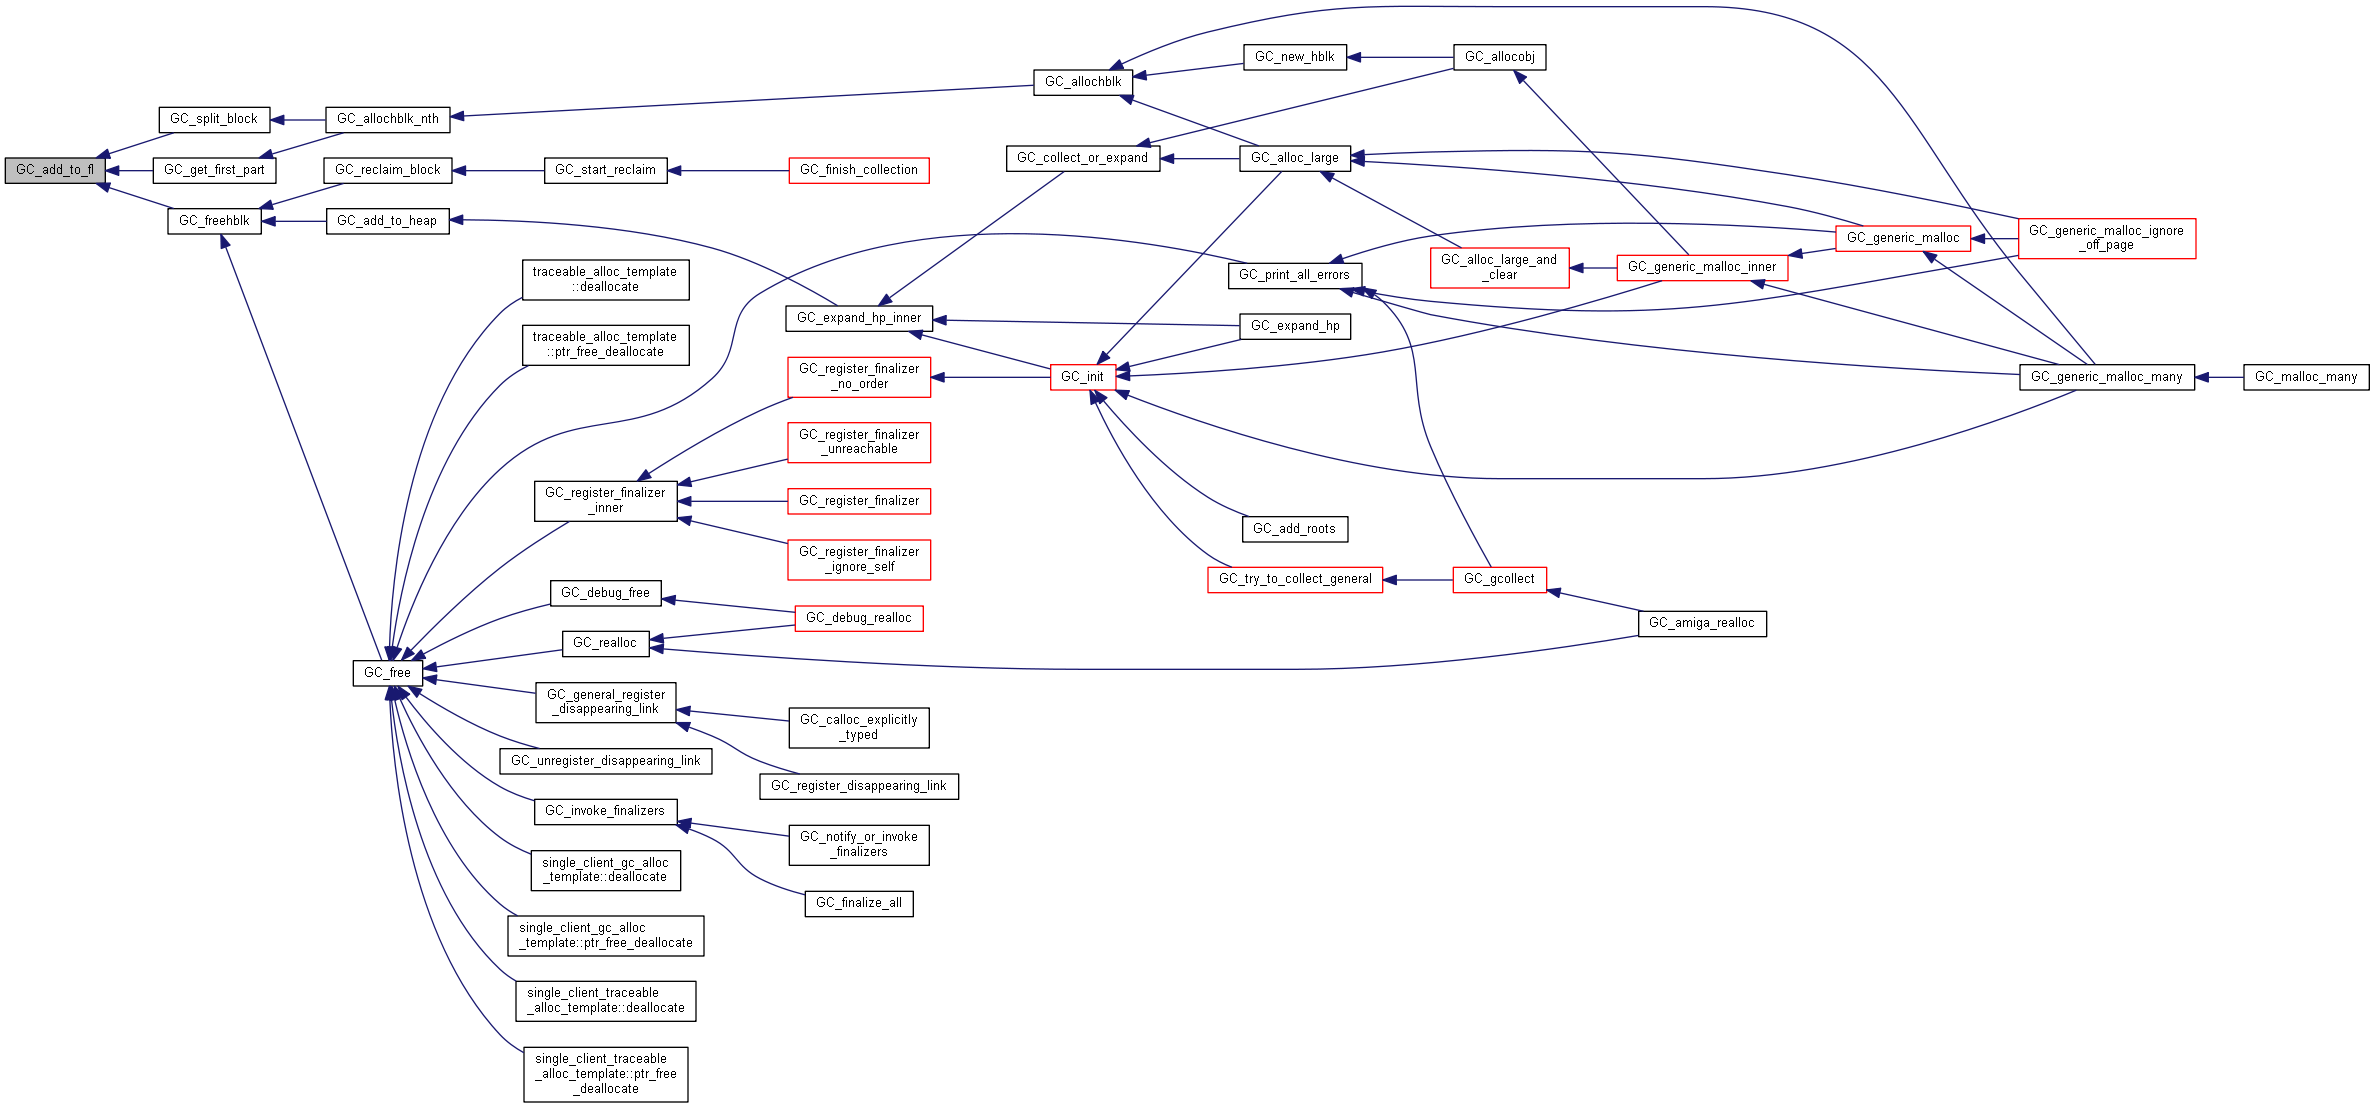 GC_add_to_fl
GC_split_block
GC_get_first_part
GC_freehblk
GC_allochblk_nth
GC_reclaim_block
GC_add_to_heap
GC_free
GC_start_reclaim
traceable_alloc_template
::deallocate
traceable_alloc_template
::ptr_free_deallocate
GC_register_finalizer
_inner
GC_debug_free
GC_realloc
GC_general_register
_disappearing_link
GC_unregister_disappearing_link
GC_invoke_finalizers
single_client_gc_alloc
_template::deallocate
single_client_gc_alloc
_template::ptr_free_deallocate
single_client_traceable
_alloc_template::deallocate
single_client_traceable
_alloc_template::ptr_free
_deallocate
GC_finish_collection
GC_expand_hp_inner
GC_register_finalizer
_no_order
GC_register_finalizer
_unreachable
GC_register_finalizer
GC_register_finalizer
_ignore_self
GC_debug_realloc
GC_calloc_explicitly
_typed
GC_register_disappearing_link
GC_notify_or_invoke
_finalizers
GC_finalize_all
GC_allochblk
GC_collect_or_expand
GC_init
GC_new_hblk
GC_alloc_large
GC_print_all_errors
GC_expand_hp
GC_add_roots
GC_try_to_collect_general
GC_allocobj
GC_alloc_large_and
_clear
GC_gcollect
GC_generic_malloc_inner
GC_amiga_realloc
GC_generic_malloc
GC_generic_malloc_ignore
_off_page
GC_generic_malloc_many
GC_malloc_many